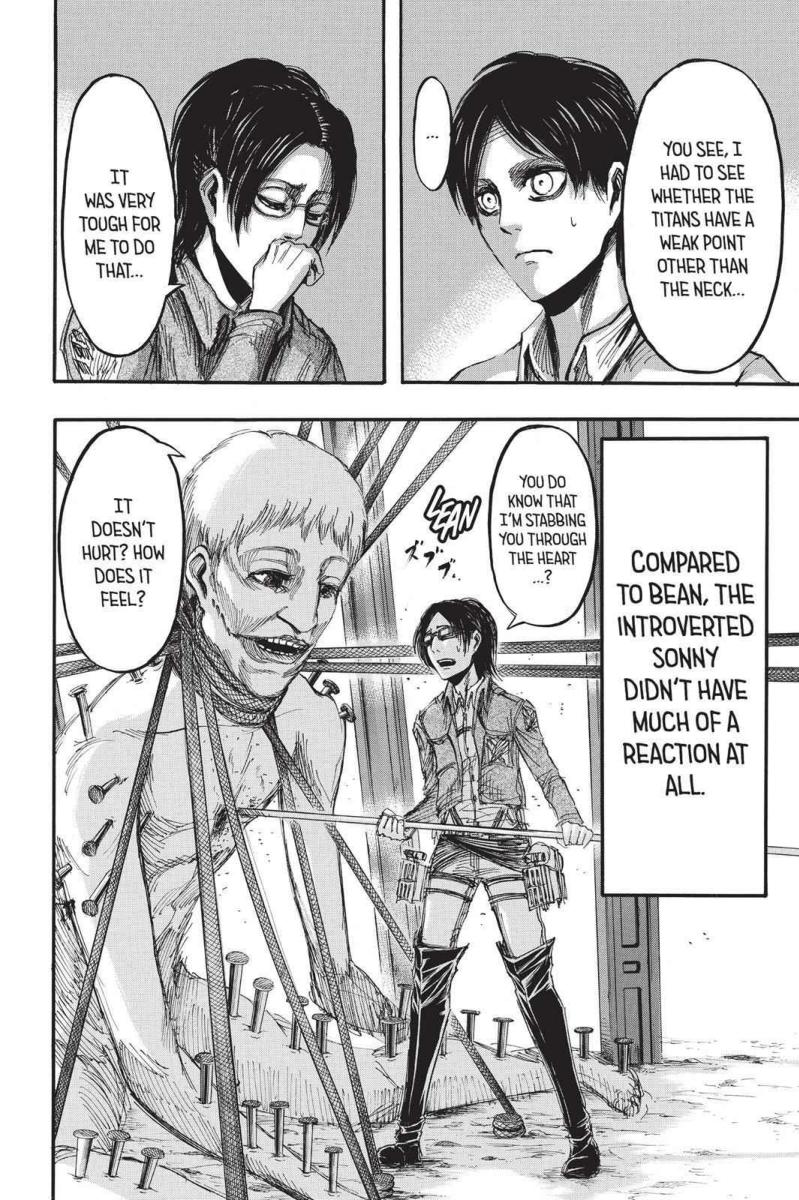 YOU SEE, I
HAD TO SEE
WHETHER THE
TITANS HAVE A
WEAK POINT
OTHER THAN
THE NECK...
...
IT
WAS VERY
TOUGH FOR
ME TO DO
THAT...
COMPARED
TO BEAN, THE
INTROVERTED
SONNY
DIDN'T HAVE
MUCH OF A
REACTION AT
ALL.
YOU DO
KNOW THAT
I'M STABBING
YOU THROUGH
THE HEART
...?
LEAN
ズブブ..
IT
DOESN'T
HURT? HOW
DOES IT
FEEL?